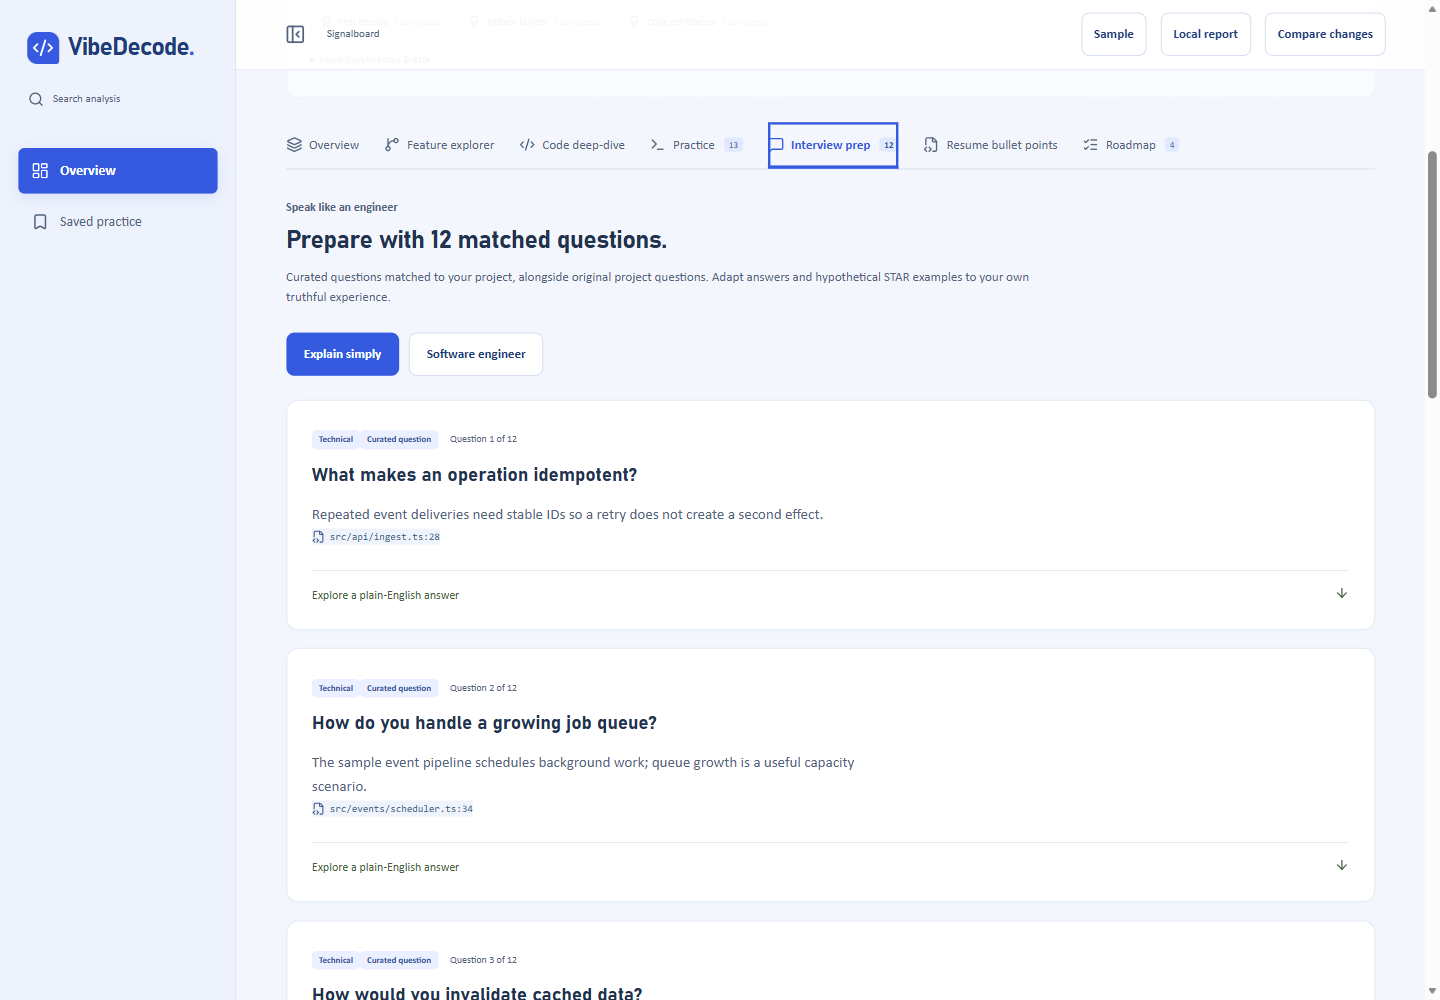 VibeDecode.
Search analysis
Overview
Saved practice
Signalboard
Sample
Local report
Compare changes
Reward preferences & data
Overview
Feature explorer
Code deep-dive
Practice 13
Interview prep 12
Resume bullet points
Roadmap 4
Speak like an engineer
Prepare with 12 matched questions.
Curated questions matched to your project, alongside original project questions. Adapt answers and hypothetical STAR examples to your own
truthful experience.
Explain simply
Software engineer
Technical Curated question Question 1 of 12
What makes an operation idempotent?
Repeated event deliveries need stable IDs so a retry does not create a second effect.
src/api/ingest.ts:28
Explore a plain-English answer
Technical Curated question Question 2 of 12
How do you handle a growing job queue?
The sample event pipeline schedules background work; queue growth is a useful capacity
scenario.
src/events/scheduler.ts:34
Explore a plain-English answer
Technical Curated question Question 3 of 12
How would you invalidate cached data?